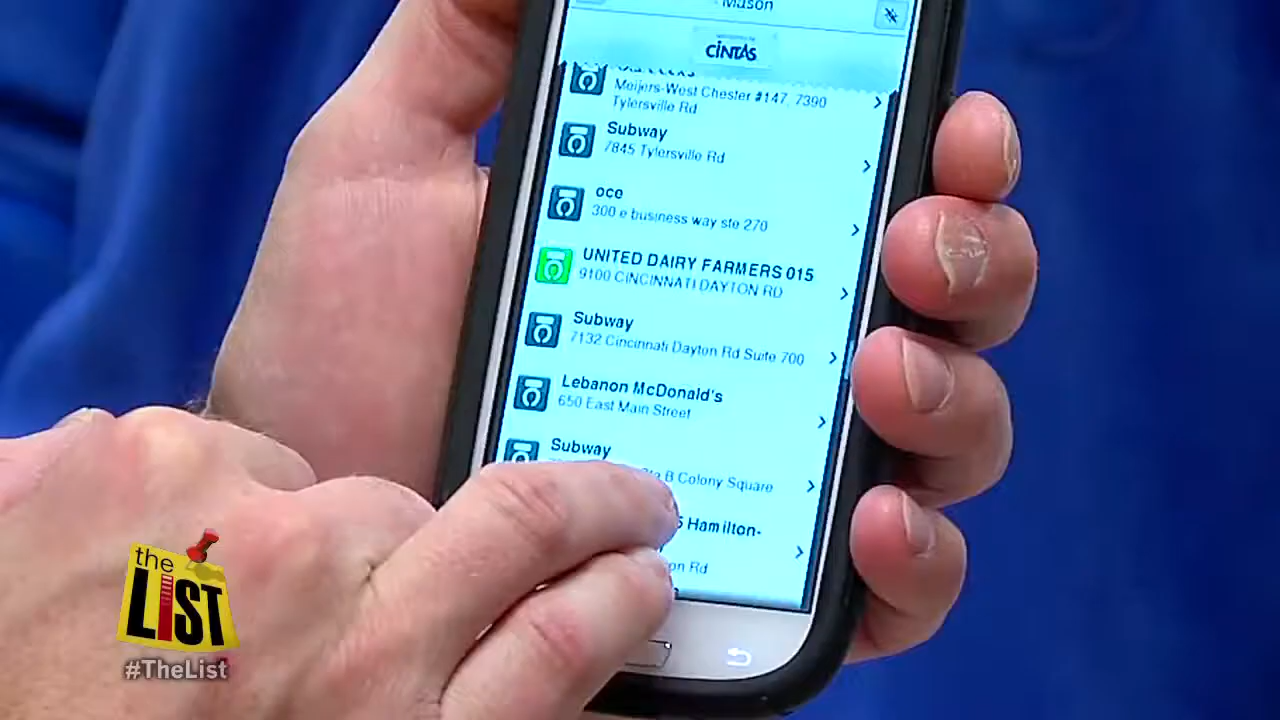 Mason
CINTAS
Meijers-West Chester #147, 7390
Tylersville Rd
Subway
7845 Tylersville Rd
oce
300 e business way ste 270
UNITED DAIRY FARMERS 015
9100 CINCINNATI DAYTON RD
Subway
7132 Cincinnati Dayton Rd Suite 700
Lebanon McDonald's
650 East Main Street
Subway
B Colony Square
Hamilton-
Rd
the
LIST
#TheList